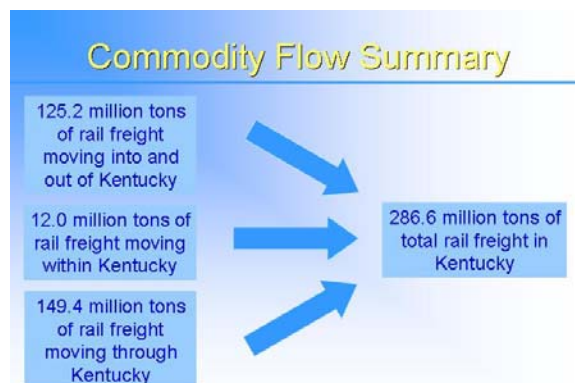 Commodity Flow Summary
125.2 million tons
of rail freight
moving into and
out of Kentucky
12.0 million tons of
rail freight moving
within Kentucky
149.4 million tons
of rail freight
moving through
Kentucky
286.6 million tons of
total rail freight in
Kentucky